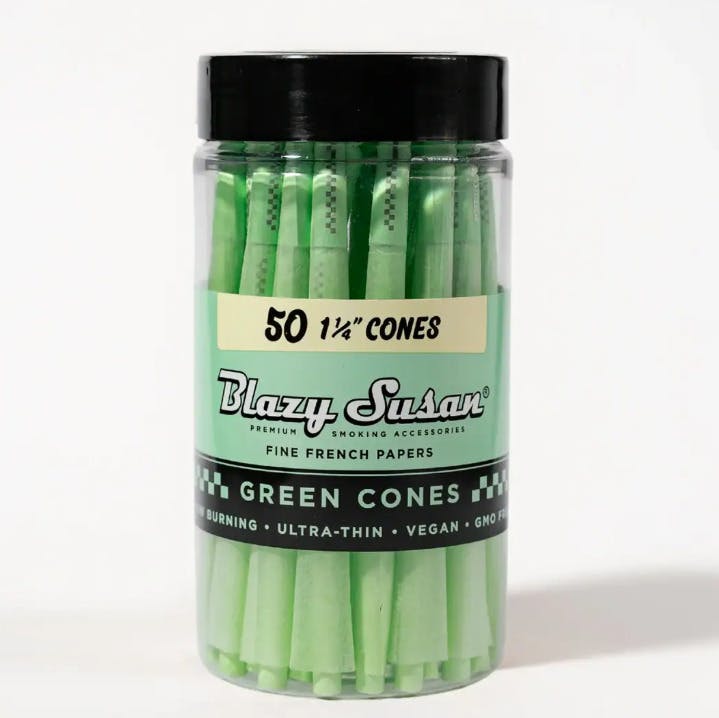 50 1¼" CONES
Blazy Susan®
PREMIUM SMOKING ACCESSORIES
FINE FRENCH PAPERS
GREEN CONES
BURNING • ULTRA-THIN • VEGAN • GMO